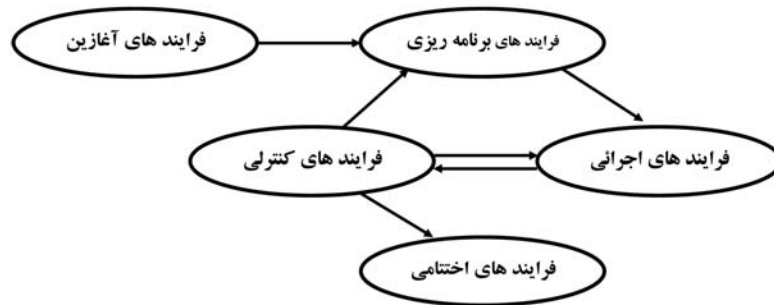 فرایند های آغازین
فرایند های برنامه ریزی
فرایند های کنترلی
فرایند های اجرائی
فرایند های اختتامی